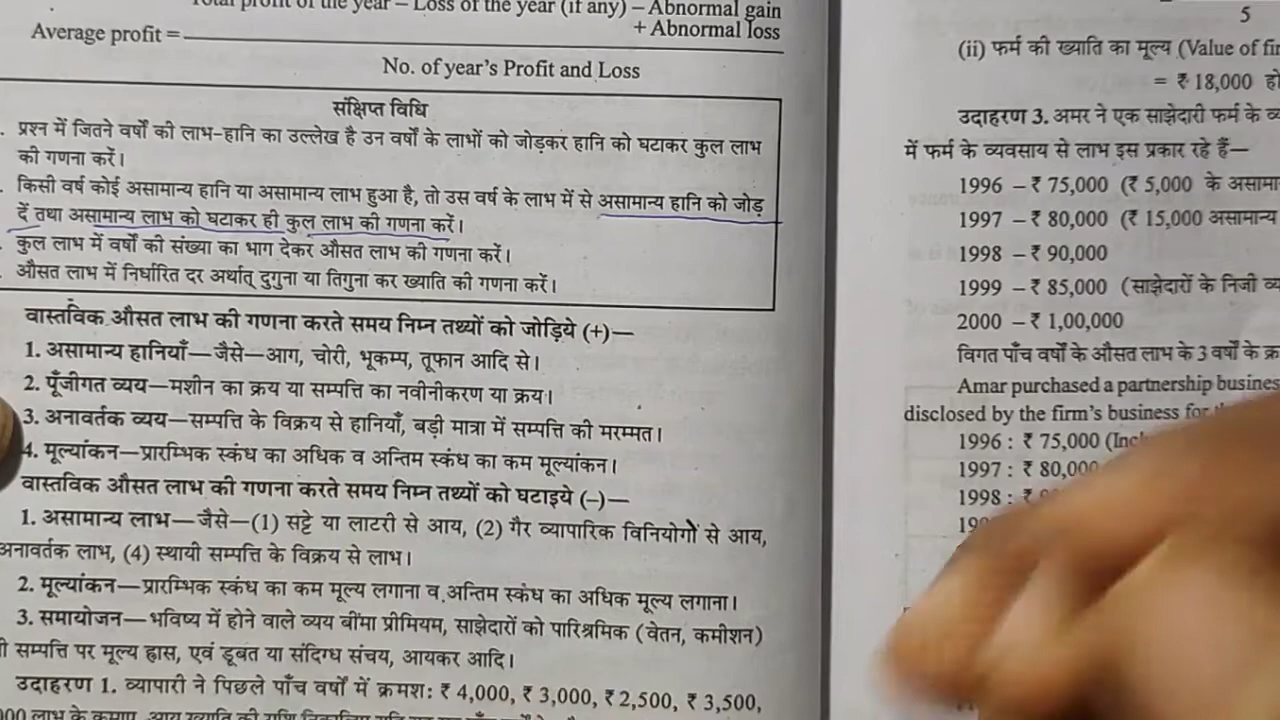 Total profit of the year – Loss of the year (if any) – Abnormal gain
+ Abnormal loss
Average profit =
No. of year's Profit and Loss
संक्षिप्त विधि
. प्रश्न में जितने वर्षों की लाभ-हानि का उल्लेख है उन वर्षों के लाभों को जोड़कर हानि को घटाकर कुल लाभ
की गणना करें।
. किसी वर्ष कोई असामान्य हानि या असामान्य लाभ हुआ है, तो उस वर्ष के लाभ में से असामान्य हानि को जोड़
दें तथा असामान्य लाभ को घटाकर ही कुल लाभ की गणना करें।
. कुल लाभ में वर्षों की संख्या का भाग देकर औसत लाभ की गणना करें।
. औसत लाभ में निर्धारित दर अर्थात् दुगुना या तिगुना कर ख्याति की गणना करें।
वास्तविक औसत लाभ की गणना करते समय निम्न तथ्यों को जोड़िये (+)—
1. असामान्य हानियाँ—जैसे—आग, चोरी, भूकम्प, तूफान आदि से।
2. पूँजीगत व्यय—मशीन का क्रय या सम्पत्ति का नवीनीकरण या क्रय।
3. अनावर्तक व्यय—सम्पत्ति के विक्रय से हानियाँ, बड़ी मात्रा में सम्पत्ति की मरम्मत।
4. मूल्यांकन—प्रारम्भिक स्कंध का अधिक व अन्तिम स्कंध का कम मूल्यांकन।
वास्तविक औसत लाभ की गणना करते समय निम्न तथ्यों को घटाइये (–)—
1. असामान्य लाभ—जैसे—(1) सट्टे या लाटरी से आय, (2) गैर व्यापारिक विनियोगों से आय,
अनावर्तक लाभ, (4) स्थायी सम्पत्ति के विक्रय से लाभ।
2. मूल्यांकन—प्रारम्भिक स्कंध का कम मूल्य लगाना व अन्तिम स्कंध का अधिक मूल्य लगाना।
3. समायोजन—भविष्य में होने वाले व्यय बींमा प्रीमियम, साझेदारों को पारिश्रमिक (वेतन, कमीशन)
सम्पत्ति पर मूल्य ह्रास, एवं डूबत या संदिग्ध संचय, आयकर आदि।
उदाहरण 1. व्यापारी ने पिछले पाँच वर्षों में क्रमशः ₹ 4,000, ₹ 3,000, ₹ 2,500, ₹ 3,500,
5
(ii) फर्म की ख्याति का मूल्य (Value of
= ₹ 18,000
उदाहरण 3. अमर ने एक साझेदारी फर्म के
में फर्म के व्यवसाय से लाभ इस प्रकार रहे हैं—
1996 – ₹ 75,000 (₹ 5,000 के
1997 – ₹ 80,000 (₹ 15,000 असामान्य
1998 – ₹ 90,000
1999 – ₹ 85,000 (साझेदारों के निजी
2000 – ₹ 1,00,000
विगत पाँच वर्षों के औसत लाभ के 3 वर्षों के
Amar purchased a partnership
disclosed by the firm's business for
1996 : ₹ 75,000
1997 : ₹ 80,000
1998 : ₹